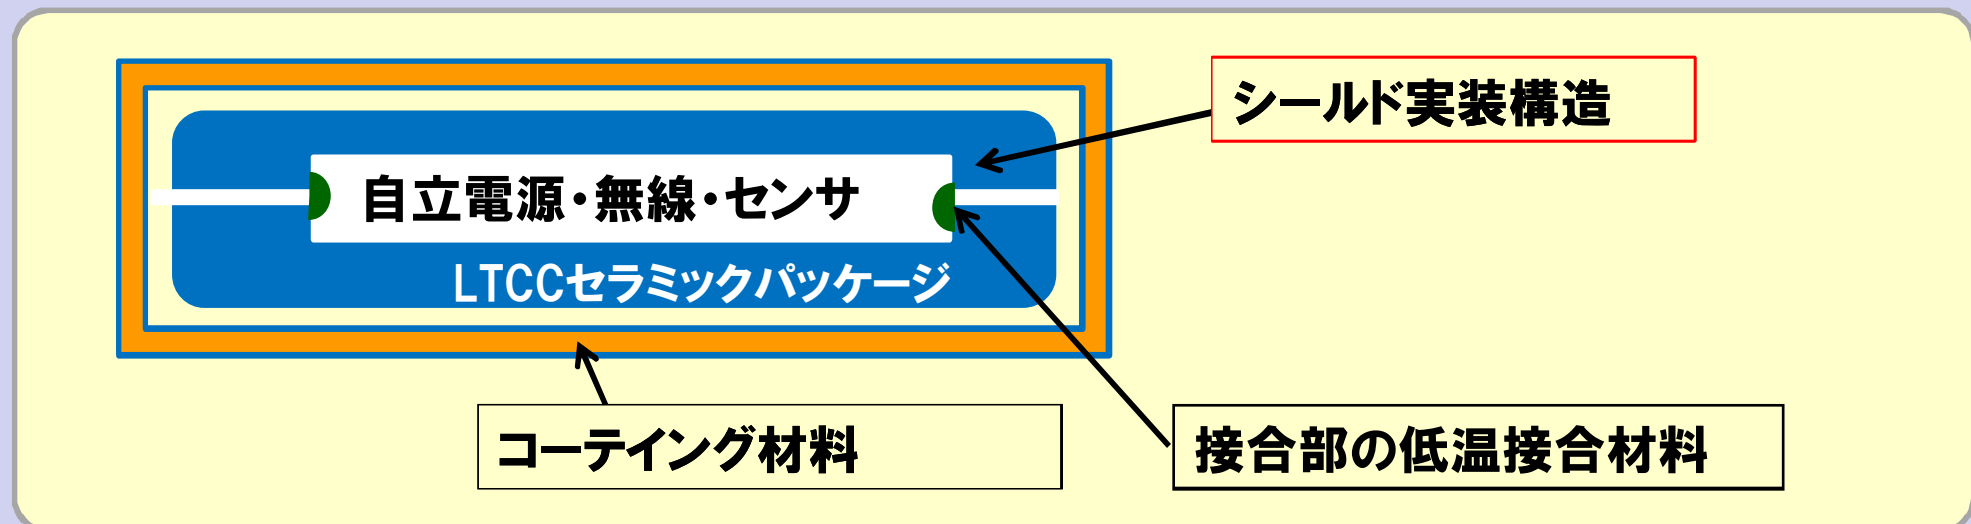 シールド実装構造
自立電源・無線・センサ
LTCCセラミックパッケージ
コーテイング材料
接合部の低温接合材料